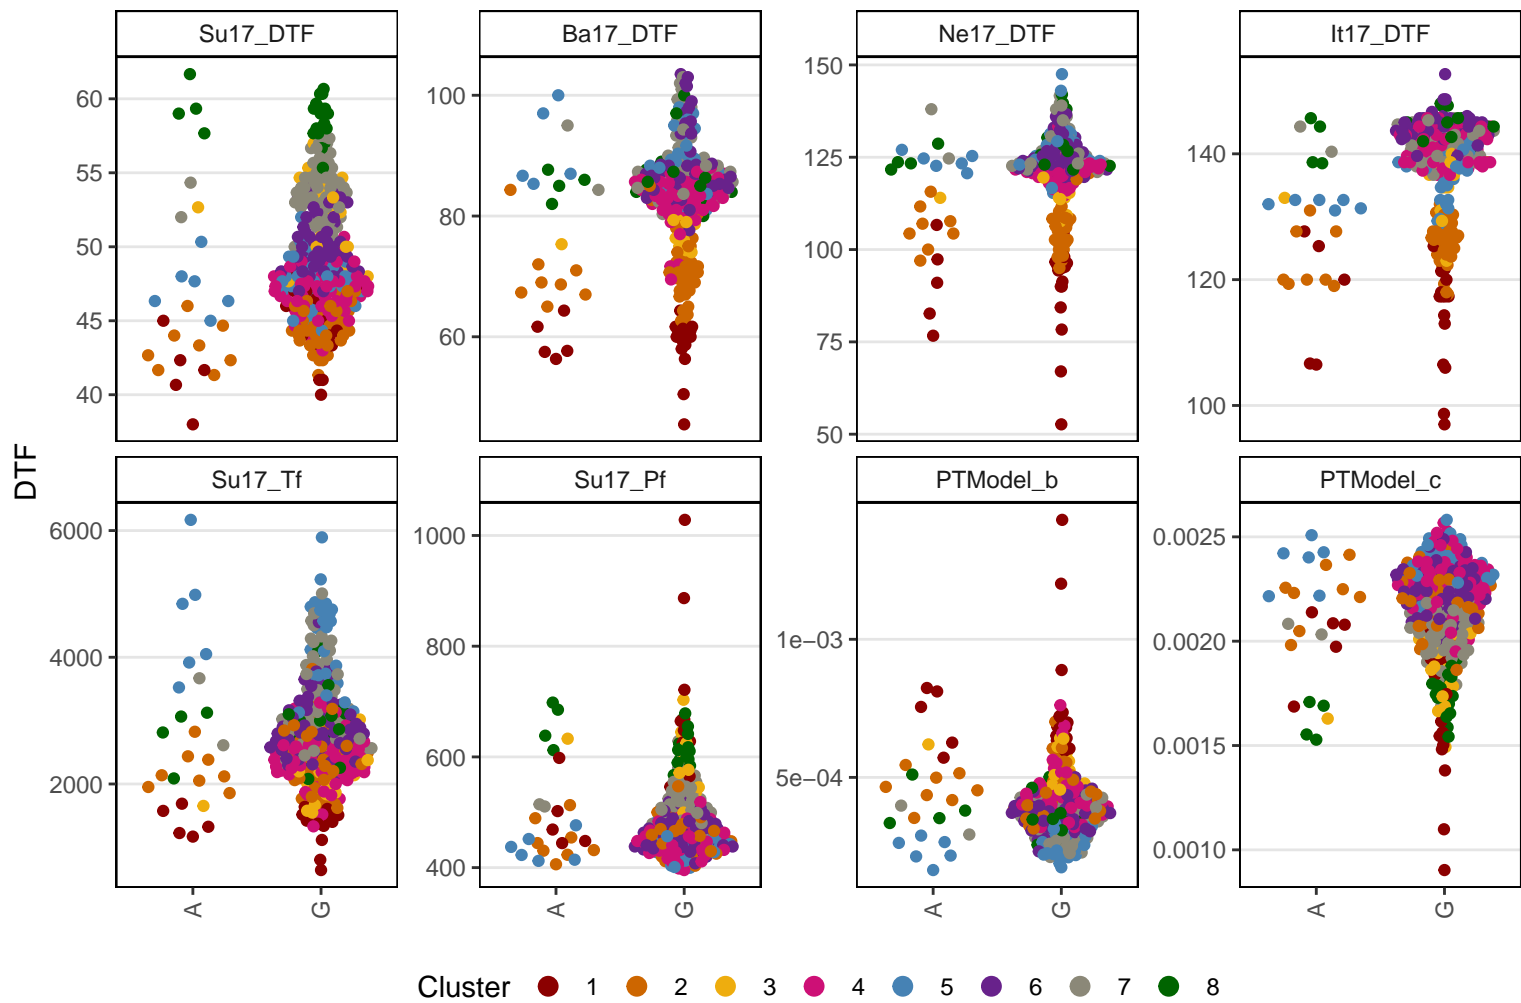 Su17_DTF
Ba17_DTF
Ne17_DTF
It17_DTF
60
55
50
45
40
100
80
60
150
125
100
75
50
140
120
100
DTF
Su17_Tf
Su17_Pf
PTModel_b
PTModel_c
6000
4000
2000
1000
800
600
400
1e−03
5e−04
0.0025
0.0020
0.0015
0.0010
A
G
A
G
A
G
A
G
Cluster 1 2 3 4 5 6 7 8